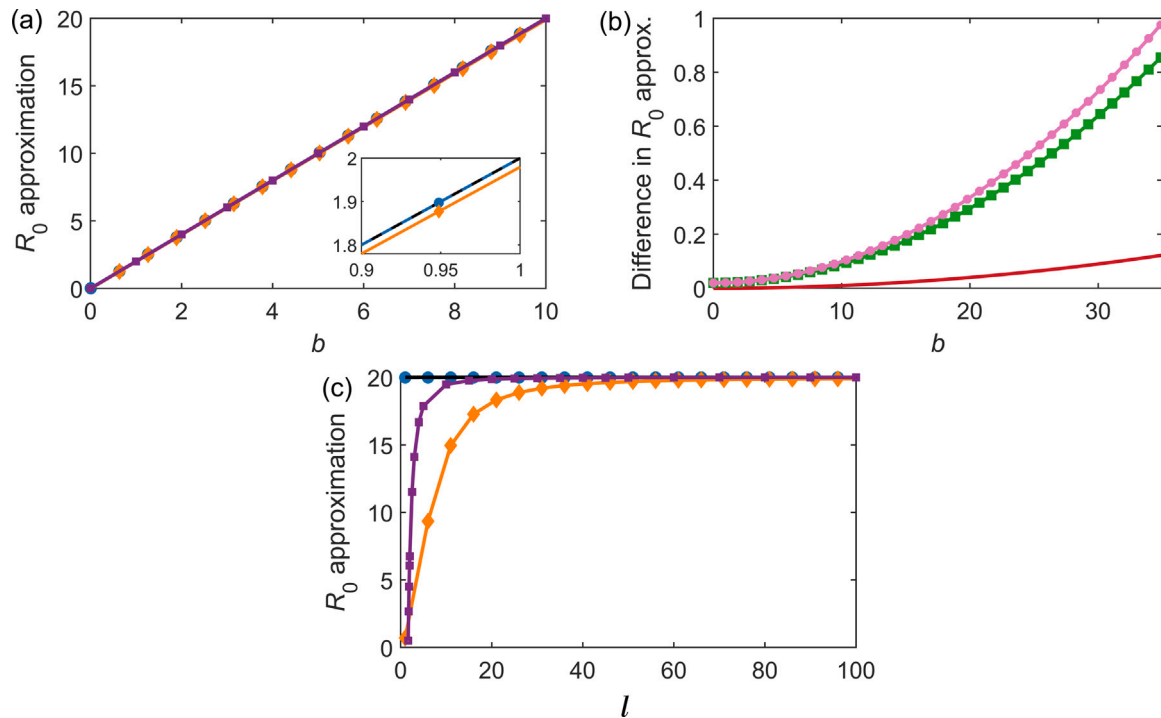 (a)
R0 approximation
20
15
10
5
0
0 2 4 6 8 10
b
2
1.9
1.8
0.9 0.95 1
(b)
Difference in R0 approx.
1
0.8
0.6
0.4
0.2
0
0 10 20 30
b
(c)
R0 approximation
20
15
10
5
0
0 20 40 60 80 100
l